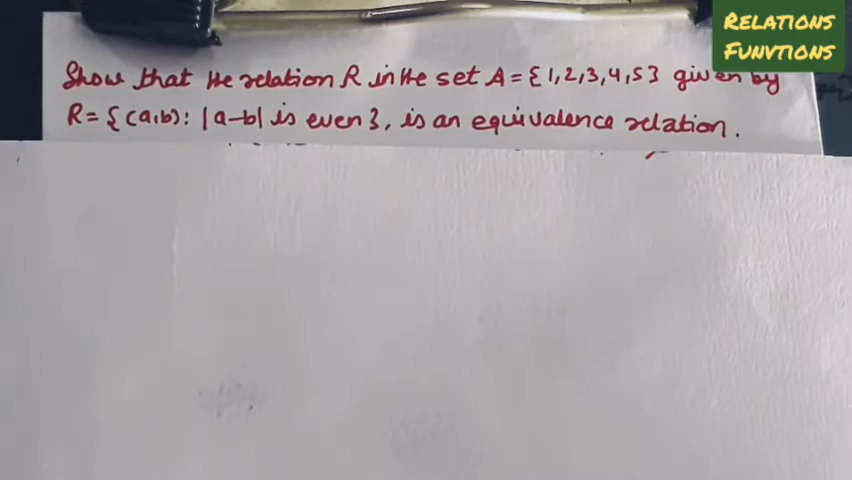 RELATIONS
FUNVTIONS
Show that the relation R in the set A = {1,2,3,4,5} given by
R = {(a,b): |a-b| is even}, is an equivalence relation.